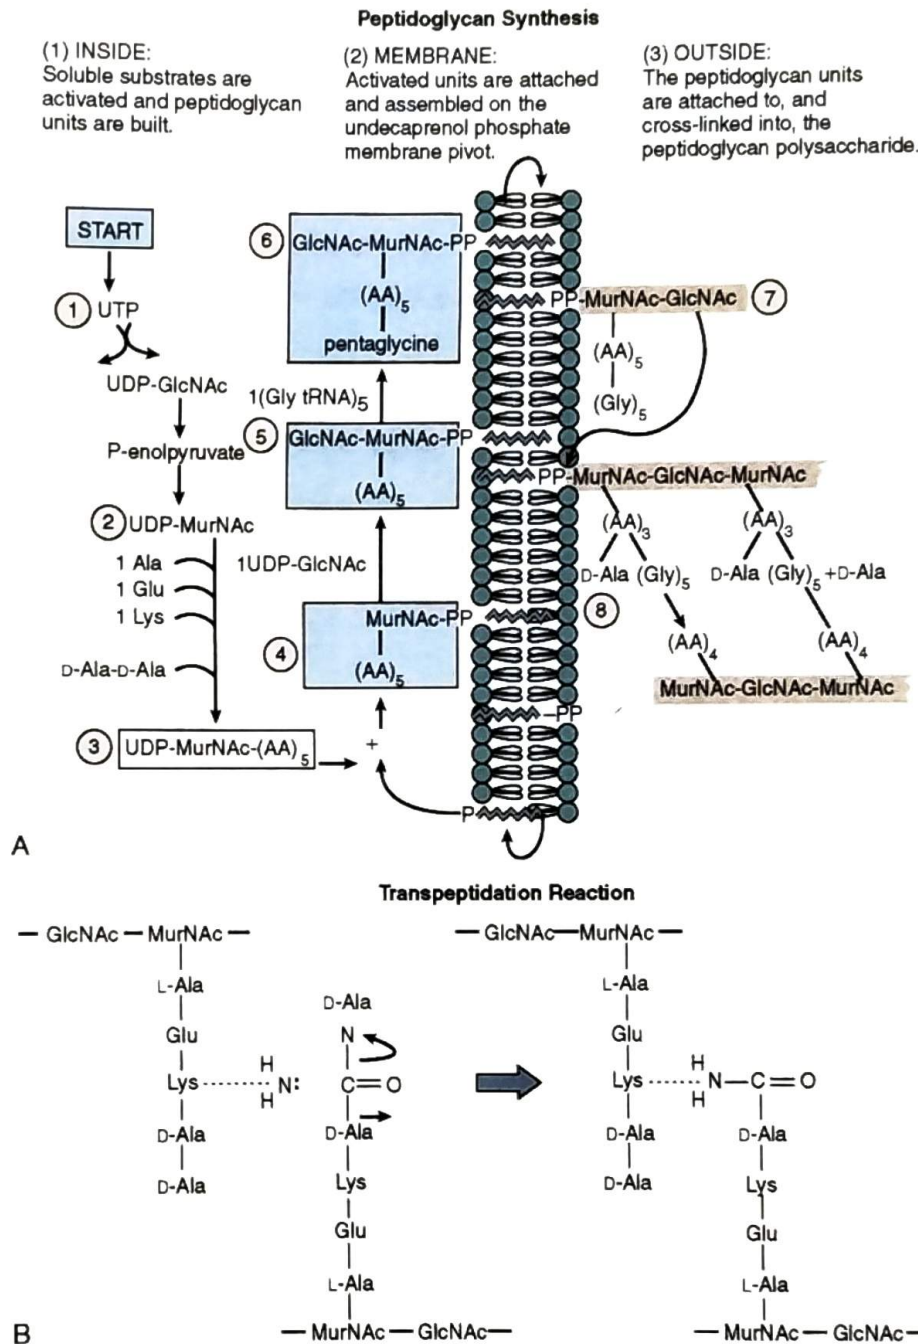 Peptidoglycan Synthesis
(1) INSIDE:
Soluble substrates are
activated and peptidoglycan
units are built.
(2) MEMBRANE:
Activated units are attached
and assembled on the
undecaprenol phosphate
membrane pivot.
(3) OUTSIDE:
The peptidoglycan units
are attached to, and
cross-linked into, the
peptidoglycan polysaccharide.
START
1 UTP
UDP-GlcNAc
P-enolpyruvate
2 UDP-MurNAc
1 Ala
1 Glu
1 Lys
D-Ala-D-Ala
3 UDP-MurNAc-(AA)5
+
P
4
MurNAc-PP
(AA)5
1UDP-GlcNAc
5
GlcNAc-MurNAc-PP
(AA)5
1(Gly tRNA)5
6
GlcNAc-MurNAc-PP
(AA)5
pentaglycine
PP-MurNAc-GlcNAc 7
(AA)5
(Gly)5
PP-MurNAc-GlcNAc-MurNAc
(AA)3 (AA)3
D-Ala (Gly)5 D-Ala (Gly)5 +D-Ala
8
(AA)4 (AA)4
MurNAc-GlcNAc-MurNAc
-PP
A
Transpeptidation Reaction
GlcNAc MurNAc
L-Ala
Glu
Lys
D-Ala
D-Ala
H
N:
H
D-Ala
N
C=O
D-Ala
Lys
Glu
L-Ala
MurNAc GlcNAc
GlcNAc MurNAc
L-Ala
Glu
Lys
D-Ala
D-Ala
H
N-C=O
H
D-Ala
Lys
Glu
L-Ala
MurNAc GlcNAc
B